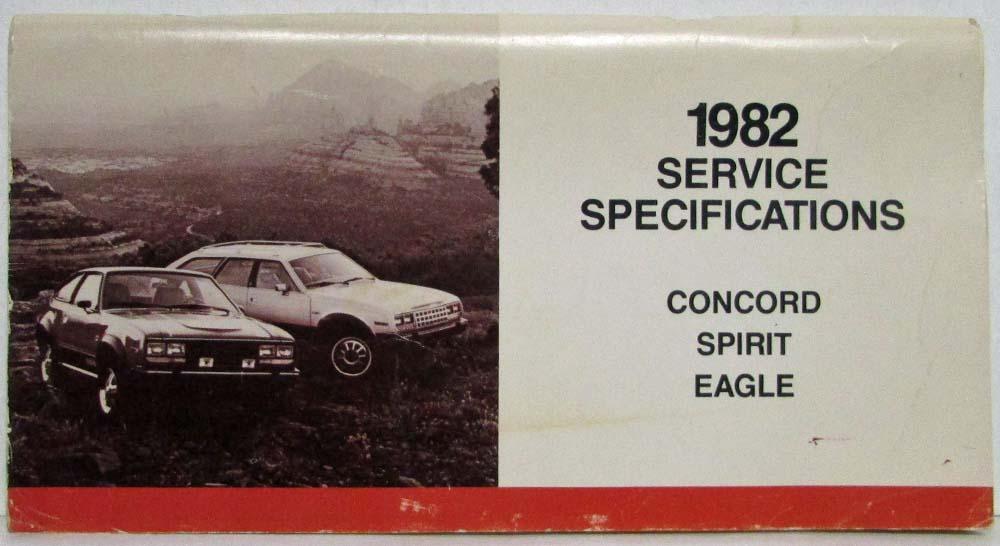 1982
SERVICE
SPECIFICATIONS
CONCORD
SPIRIT
EAGLE